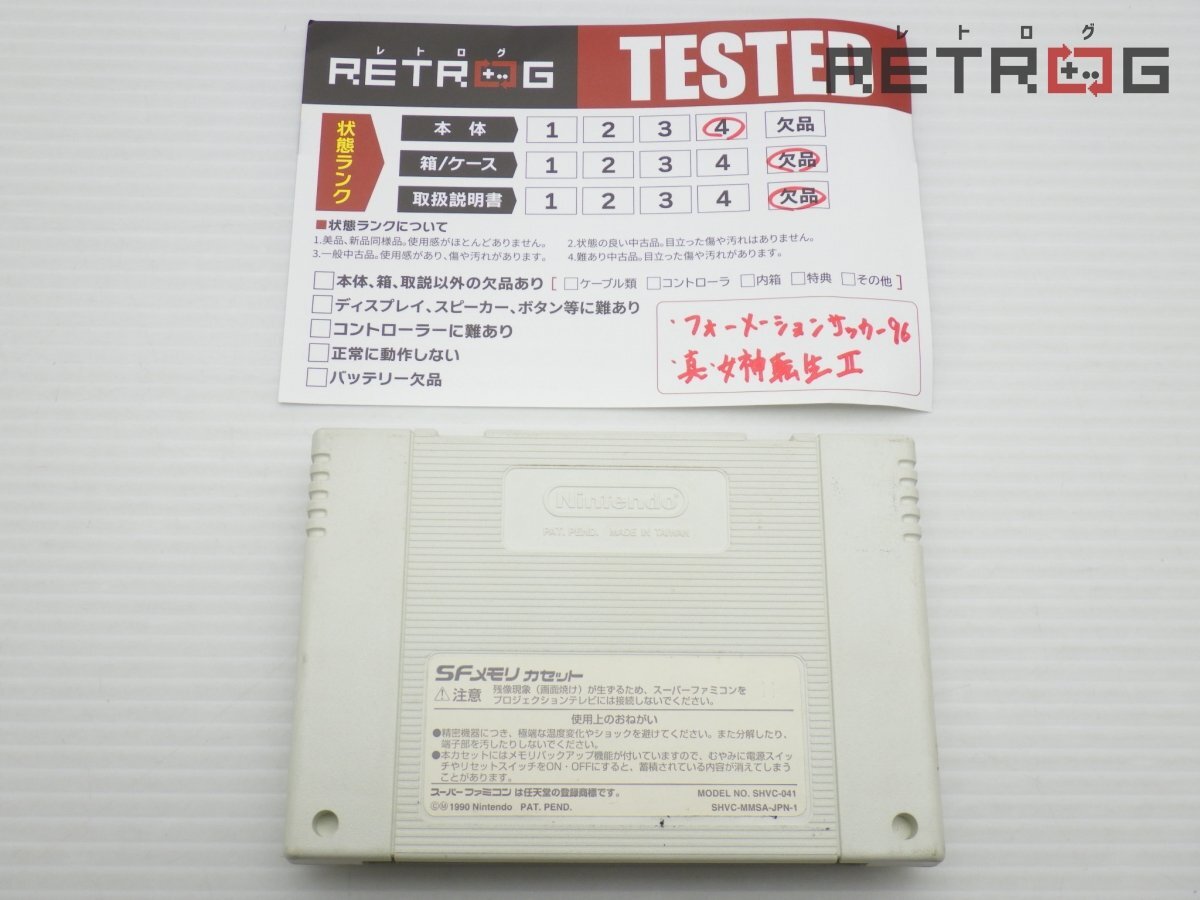 レトログ
RETROG
TESTED
レトログ
RETROG
状態ランク
本体 1 2 3 4 欠品
箱/ケース 1 2 3 4 欠品
取扱説明書 1 2 3 4 欠品
■状態ランクについて
1.美品、新品同様品。使用感がほとんどありません。 2.状態の良い中古品。目立った傷や汚れはありません。
3.一般中古品。使用感があり、傷や汚れがあります。 4.難あり中古品。目立った傷や汚れがあります。
□本体、箱、取説以外の欠品あり [ □ケーブル類 □コントローラ □内箱 □特典 □その他 ]
□ディスプレイ、スピーカー、ボタン等に難あり
□コントローラーに難あり
□正常に動作しない
□バッテリー欠品
・フォーメーションサッカー96
・真・女神転生Ⅱ
Nintendo®
PAT. PEND. MADE IN TAIWAN
SFメモリ カセット
⚠注意 残像現象（画面焼け）が生ずるため、スーパーファミコンを
プロジェクションテレビには接続しないでください。
使用上のおねがい
●精密機器につき、極端な温度変化やショックを避けてください。また分解したり、
端子部を汚したりしないでください。
●本カセットにはメモリバックアップ機能が付いていますので、むやみに電源スイッ
チやリセットスイッチをON・OFFにすると、蓄積されている内容が消えてしまう
ことがあります。
スーパーファミコンは任天堂の登録商標です。 MODEL NO. SHVC-041
©Ⓜ1990 Nintendo PAT. PEND. SHVC-MMSA-JPN-1